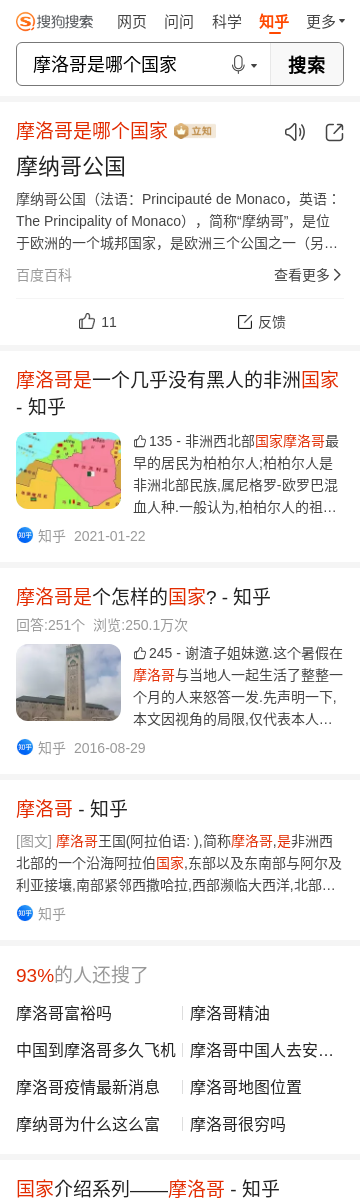 搜狗搜索 网页 问问 科学 知乎 更多
摩洛哥是哪个国家 搜索
摩洛哥是哪个国家 立知
摩纳哥公国
摩纳哥公国（法语：Principauté de Monaco，英语：
The Principality of Monaco），简称“摩纳哥”，是位
于欧洲的一个城邦国家，是欧洲三个公国之一（另...
百度百科 查看更多
11 反馈
摩洛哥是一个几乎没有黑人的非洲国家
- 知乎
135 - 非洲西北部国家摩洛哥最
早的居民为柏柏尔人;柏柏尔人是
非洲北部民族,属尼格罗-欧罗巴混
血人种.一般认为,柏柏尔人的祖...
知乎 2021-01-22
摩洛哥是个怎样的国家? - 知乎
回答:251个 浏览:250.1万次
245 - 谢渣子姐妹邀.这个暑假在
摩洛哥与当地人一起生活了整整一
个月的人来怒答一发.先声明一下,
本文因视角的局限,仅代表本人...
知乎 2016-08-29
摩洛哥 - 知乎
[图文] 摩洛哥王国(阿拉伯语: ),简称摩洛哥,是非洲西
北部的一个沿海阿拉伯国家,东部以及东南部与阿尔及
利亚接壤,南部紧邻西撒哈拉,西部濒临大西洋,北部...
知乎
93%的人还搜了
摩洛哥富裕吗 摩洛哥精油
中国到摩洛哥多久飞机 摩洛哥中国人去安...
摩洛哥疫情最新消息 摩洛哥地图位置
摩纳哥为什么这么富 摩洛哥很穷吗
国家介绍系列——摩洛哥 - 知乎